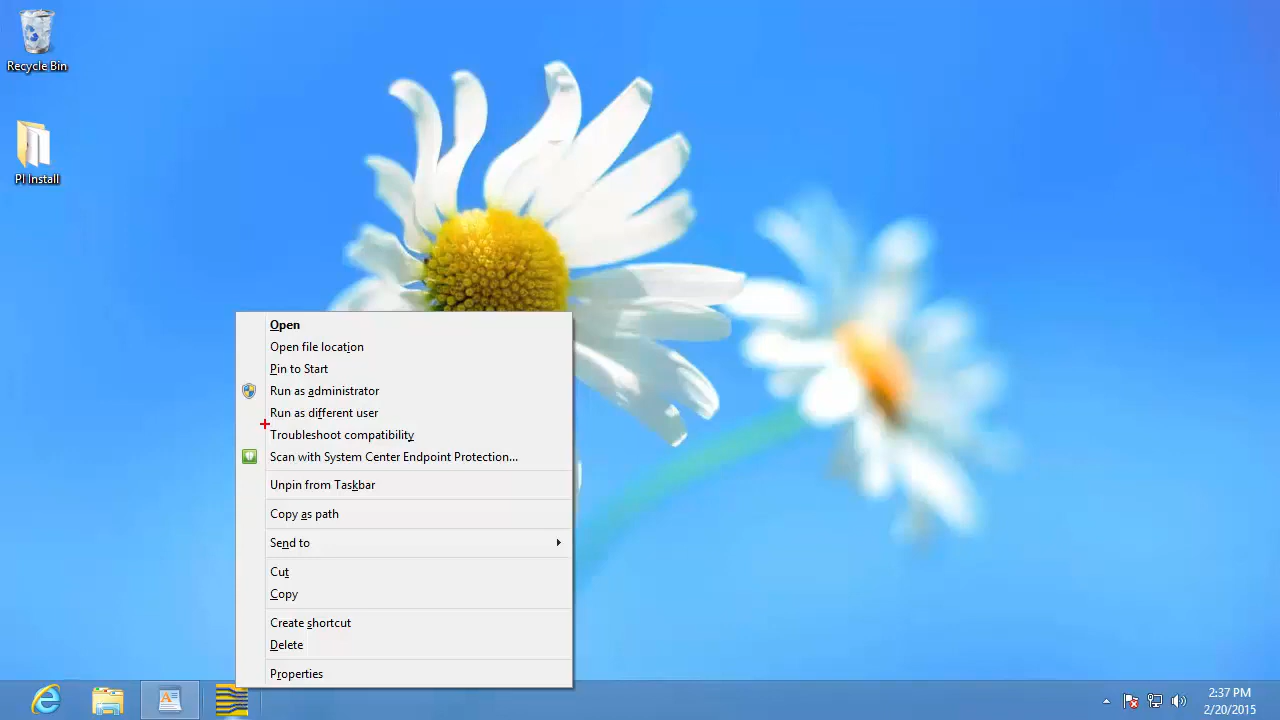 Recycle Bin
PI Install
Open
Open file location
Pin to Start
Run as administrator
Run as different user
Troubleshoot compatibility
Scan with System Center Endpoint Protection...
Unpin from Taskbar
Copy as path
Send to
Cut
Copy
Create shortcut
Delete
Properties
2:37 PM
2/20/2015